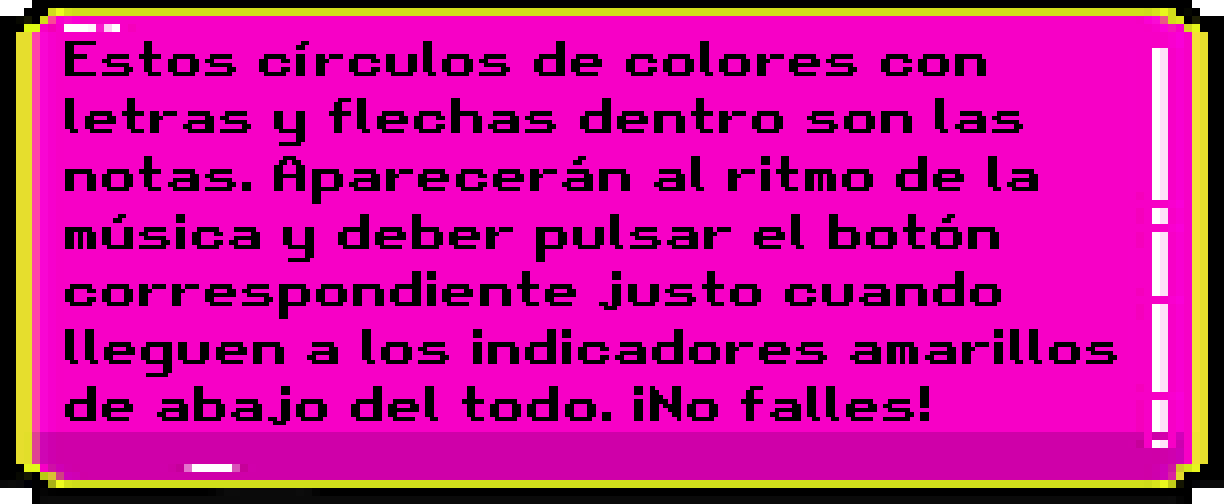 Estos círculos de colores con
letras y flechas dentro son las
notas. Aparecerán al ritmo de la
música y deber pulsar el botón
correspondiente justo cuando
lleguen a los indicadores amarillos
de abajo del todo. ¡No falles!